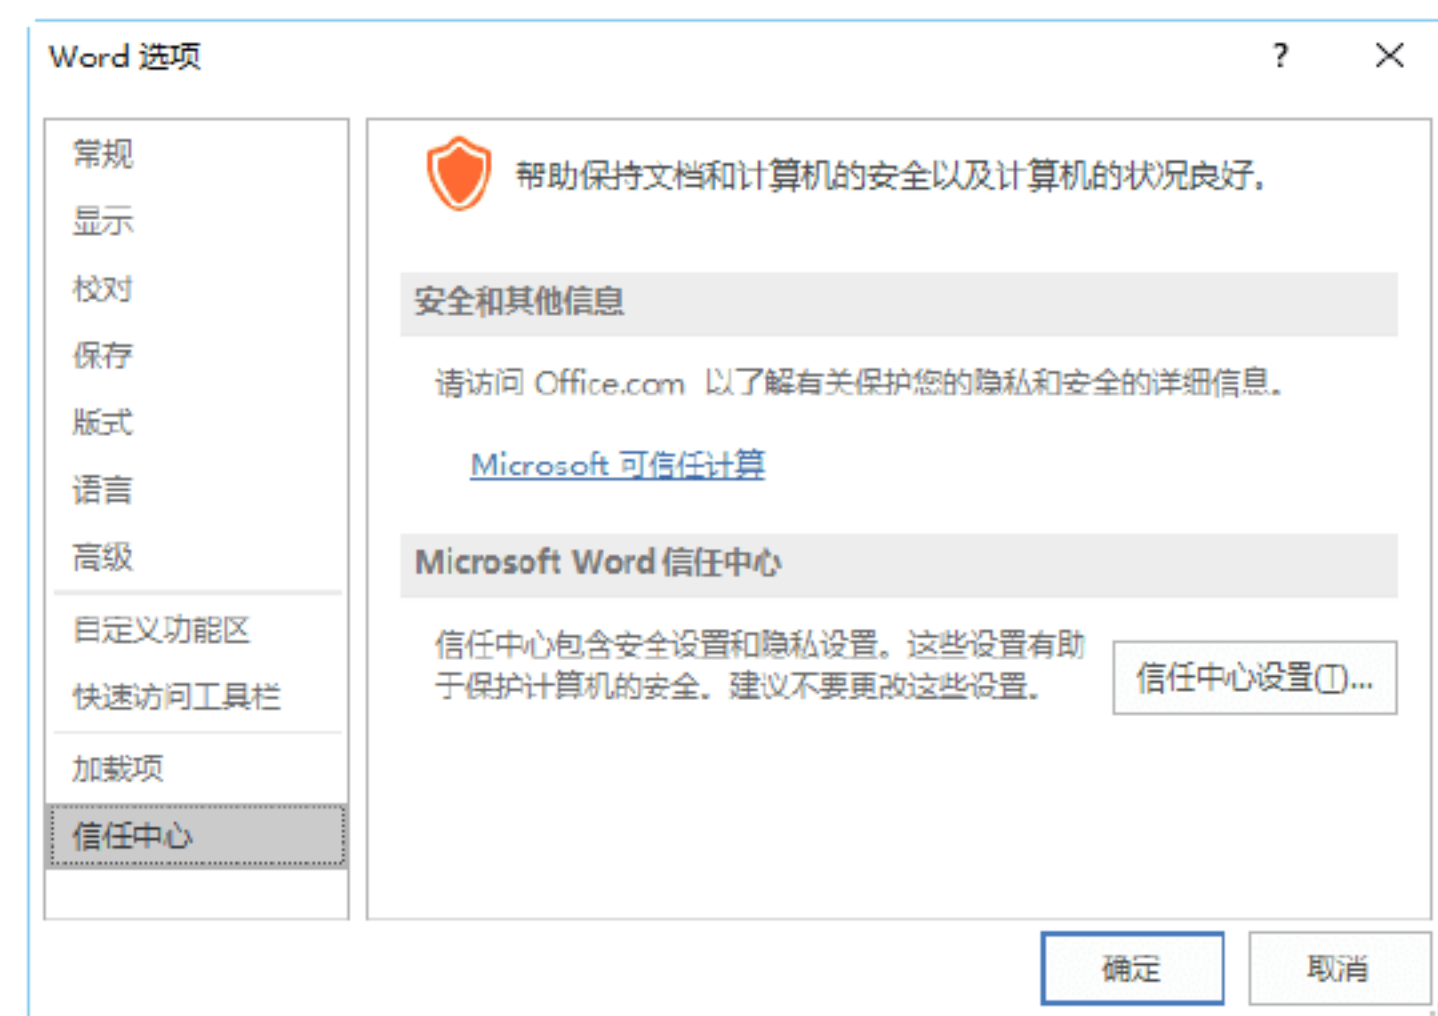 Word 选项
?
常规
显示
校对
保存
版式
语言
高级
自定义功能区
快速访问工具栏
加载项
信任中心
帮助保持文档和计算机的安全以及计算机的状况良好。
安全和其他信息
请访问 Office.com 以了解有关保护您的隐私和安全的详细信息。
Microsoft 可信任计算
Microsoft Word 信任中心
信任中心包含安全设置和隐私设置。这些设置有助
于保护计算机的安全。建议不要更改这些设置。
信任中心设置(T)...
确定
取消